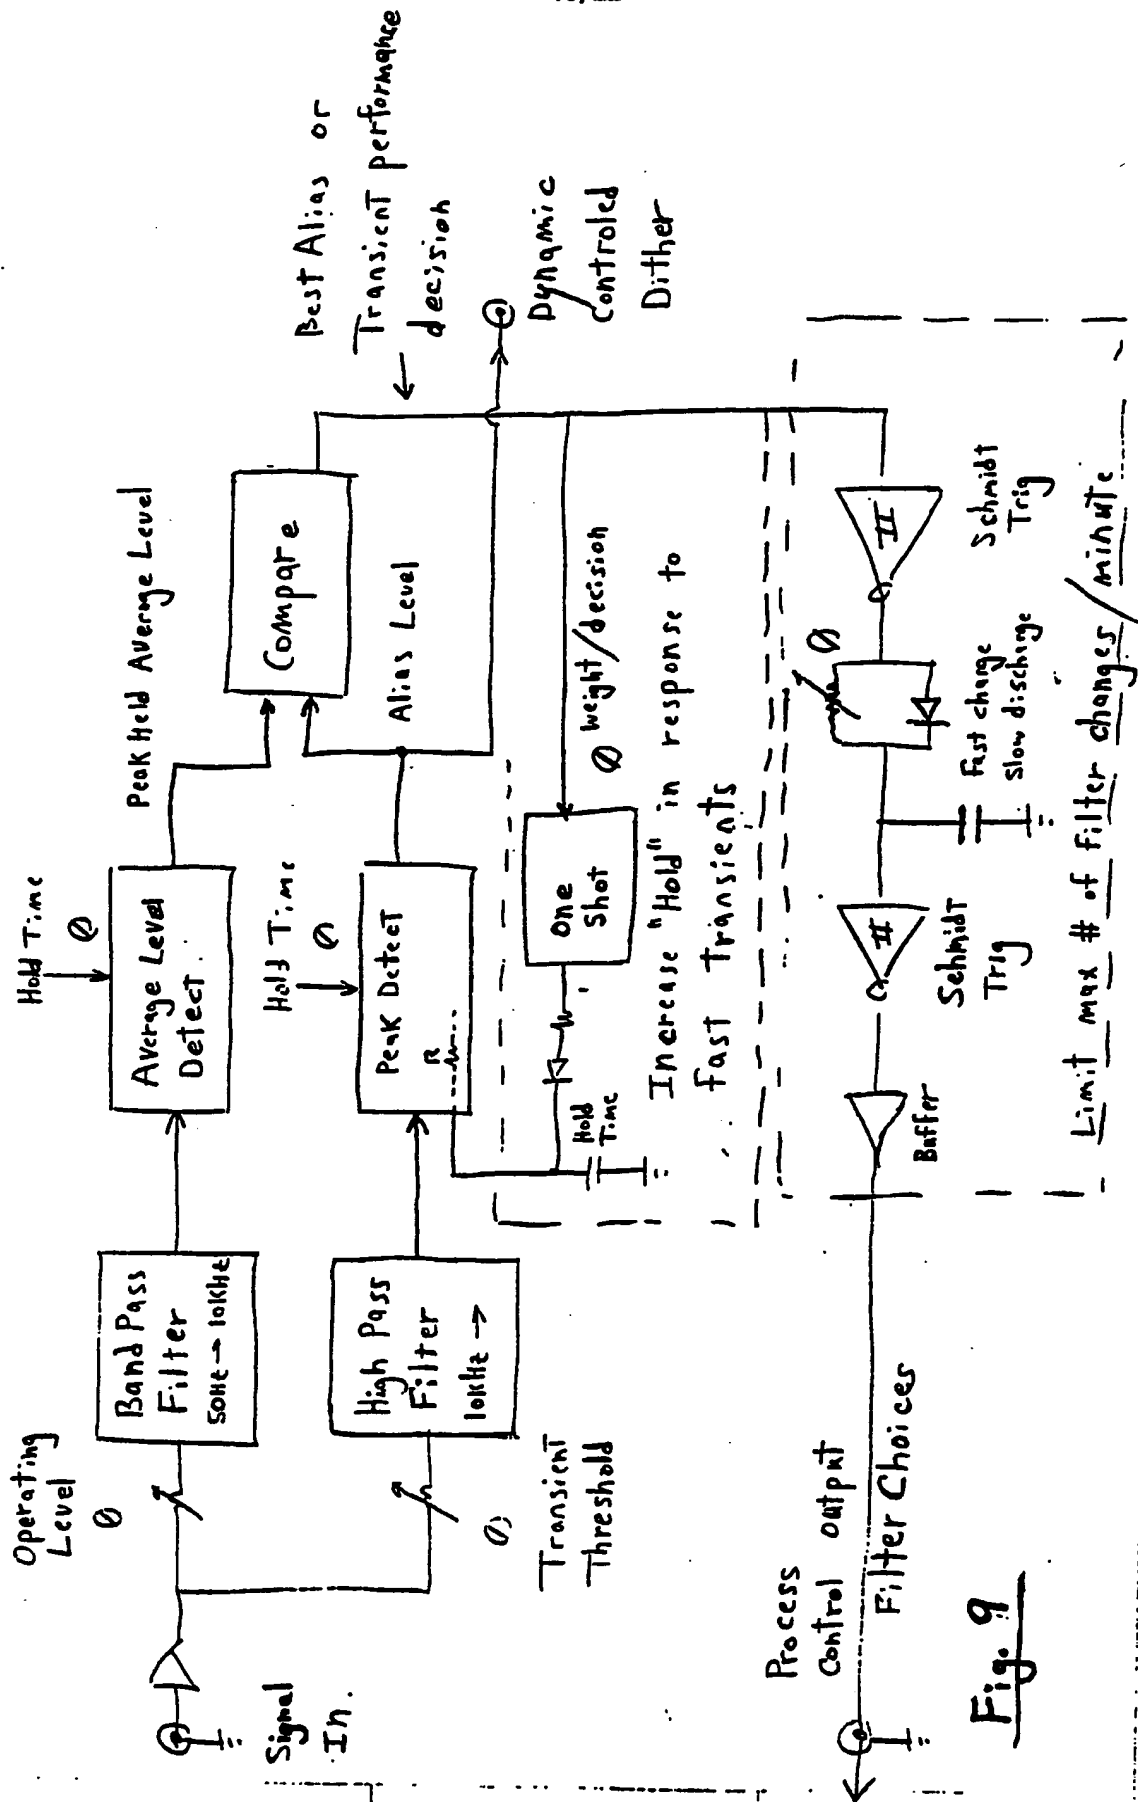 Signal
In.
Operating
Level
Ø
Band Pass
Filter
50Hz → 10KHz
Hold Time
Ø
Average Level
Detect
Peak Held Average Level
Compare
Best Alias or
Transient performance
decision
Transient
Threshold
Ø
High Pass
Filter
10KHz →
Hold Time
Ø
Peak Detect
R
Alias Level
Dynamic
Controled
Dither
One
Shot
Ø weight/decision
Hold
Time
Increase "Hold" in response to
fast Transients
Process
Control output
Filter Choices
Buffer
Schmidt
Trig
Fast charge
Slow discharge
Ø
Schmidt
Trig
Limit max # of filter changes/minute
Fig. 9